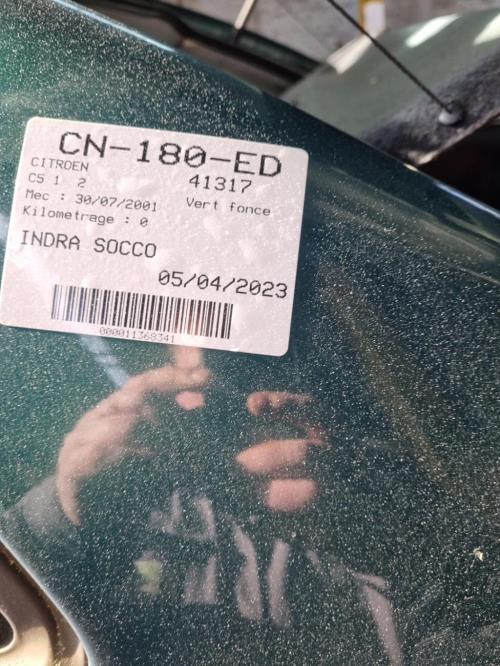 CN-180-ED
CITROEN 41317
C5 1 2
Mec : 30/07/2001 Vert fonce
Kilometrage : 0
INDRA SOCCO
05/04/2023
000011369341